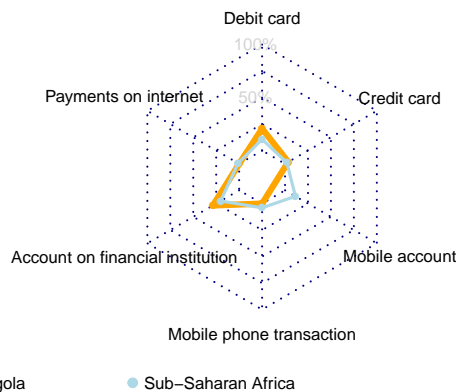 Debit card
100%
Payments on internet
50%
Credit card
Account on financial institution
Mobile account
Mobile phone transaction
gola
Sub−Saharan Africa